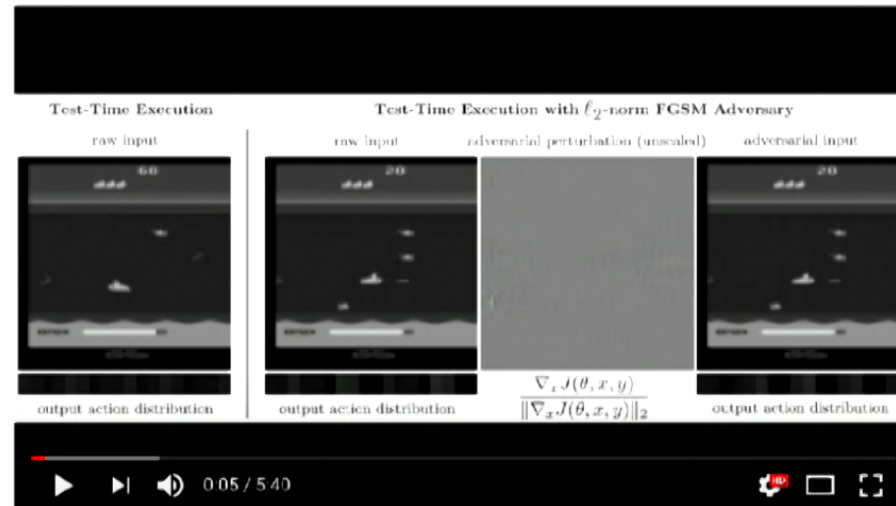 Test-Time Execution
Test-Time Execution with ℓ₂-norm FGSM Adversary
raw input
raw input
adversarial perturbation (unscaled)
adversarial input
60
20
20
output action distribution
output action distribution
∇ₓJ(θ, x, y)
‖∇ₓJ(θ, x, y)‖₂
output action distribution
0:05 / 5:40
HD